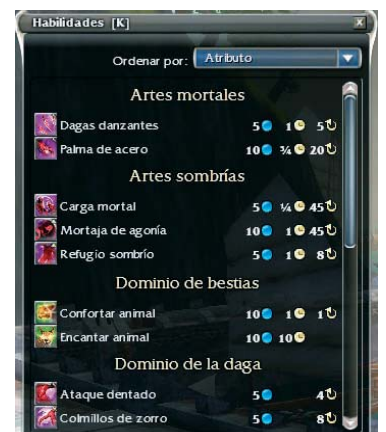 Habilidades [K]
Ordenar por: Atributo
Artes mortales
Dagas danzantes 5 1 5
Palma de acero 10 ¾ 20
Artes sombrías
Carga mortal 5 ¼ 45
Mortaja de agonía 10 1 45
Refugio sombrío 5 1 8
Dominio de bestias
Confortar animal 10 1 1
Encantar animal 10 10
Dominio de la daga
Ataque dentado 5 4
Colmillos de zorro 5 8